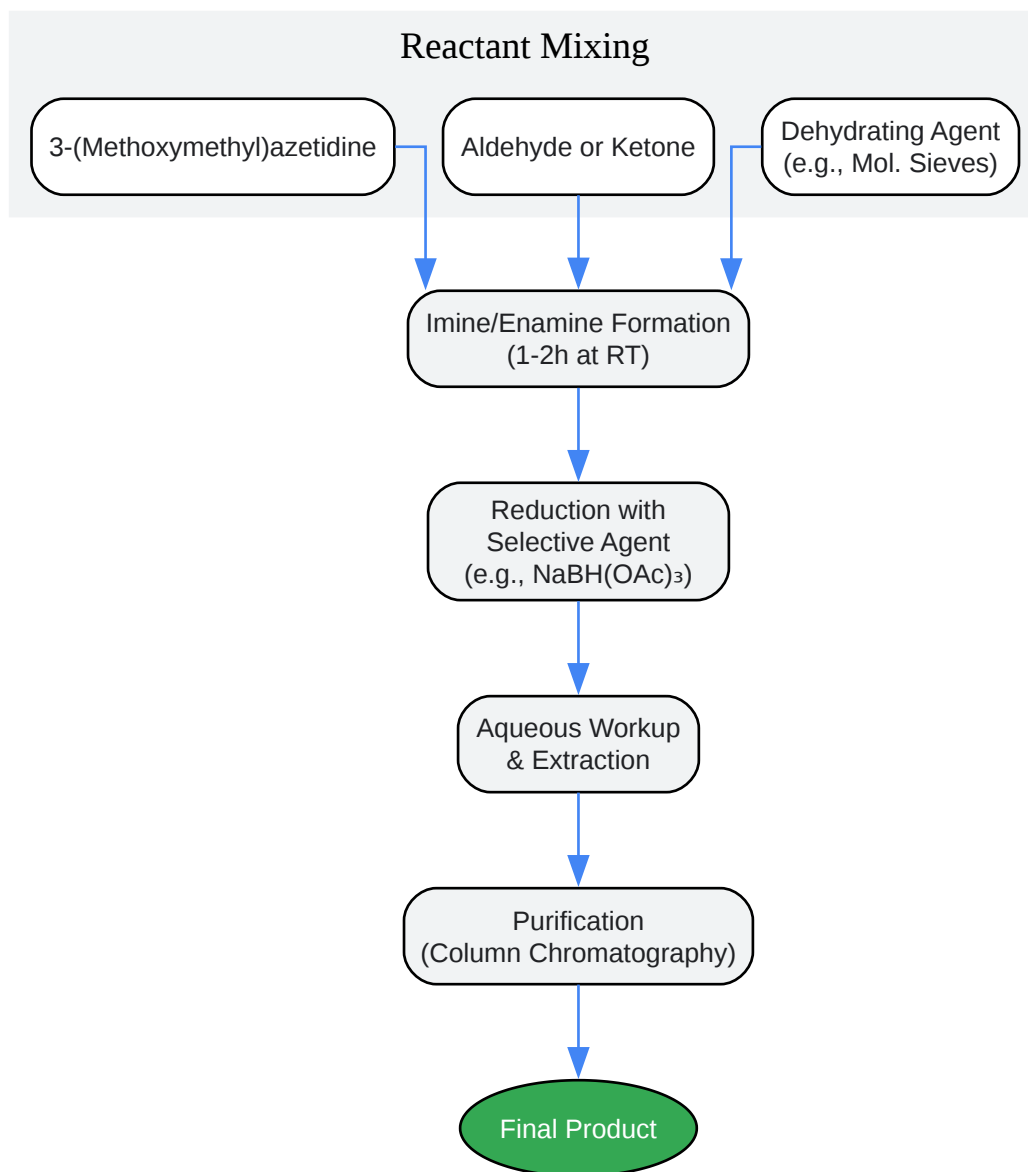 Reactant Mixing
3-(Methoxymethyl)azetidine
Aldehyde or Ketone
Dehydrating Agent
(e.g., Mol. Sieves)
Imine/Enamine Formation
(1-2h at RT)
Reduction with
Selective Agent
(e.g., NaBH(OAc)₃)
Aqueous Workup
& Extraction
Purification
(Column Chromatography)
Final Product